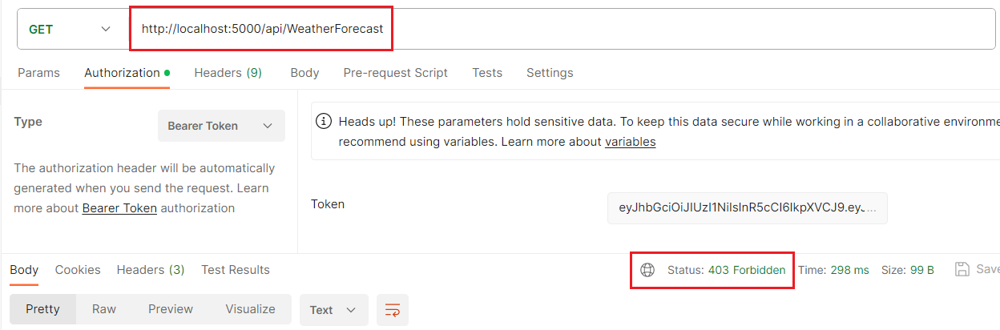 GET http://localhost:5000/api/WeatherForecast
Params Authorization Headers (9) Body Pre-request Script Tests Settings
Type Bearer Token
The authorization header will be automatically
generated when you send the request. Learn
more about Bearer Token authorization
Heads up! These parameters hold sensitive data. To keep this data secure while working in a collaborative environme
recommend using variables. Learn more about variables
Token eyJhbGciOiJIUzI1NiIsInR5cCI6IkpXVCJ9.eyJ...
Body Cookies Headers (3) Test Results Status: 403 Forbidden Time: 298 ms Size: 99 B Save
Pretty Raw Preview Visualize Text